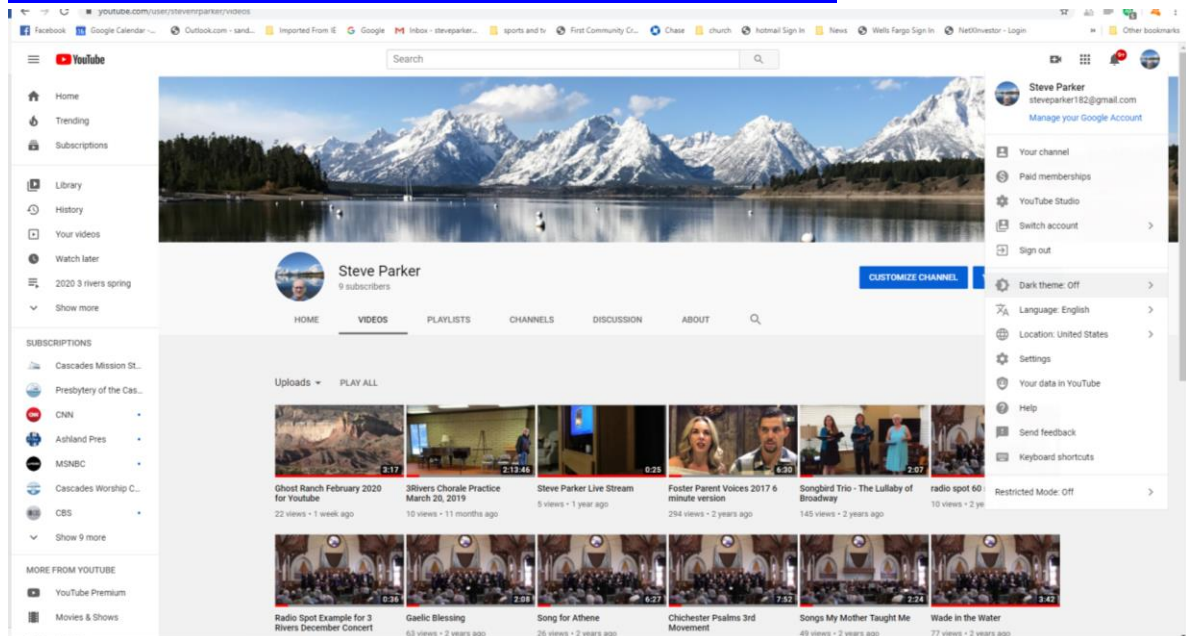 youtube.com/user/stevenrparker/videos
Facebook
Google Calendar -...
Outlook.com - sand...
Imported From IE
Google
Inbox - steveparker...
sports and tv
First Community Cr...
Chase
church
hotmail Sign In
News
Wells Fargo Sign In
NetXInvestor - Login
»
Other bookmarks
YouTube
Search
9+
Home
Trending
Subscriptions
Library
History
Your videos
Watch later
2020 3 rivers spring
Show more
SUBSCRIPTIONS
Cascades Mission St...
Presbytery of the Cas...
CNN
Ashland Pres
MSNBC
Cascades Worship C...
CBS
Show 9 more
MORE FROM YOUTUBE
YouTube Premium
Movies & Shows
Steve Parker
9 subscribers
CUSTOMIZE CHANNEL
HOME
VIDEOS
PLAYLISTS
CHANNELS
DISCUSSION
ABOUT
Uploads
PLAY ALL
3:17
Ghost Ranch February 2020
for Youtube
22 views • 1 week ago
2:13:46
3Rivers Chorale Practice
March 20, 2019
10 views • 11 months ago
0:25
Steve Parker Live Stream
5 views • 1 year ago
6:30
Foster Parent Voices 2017 6
minute version
294 views • 2 years ago
2:07
Songbird Trio - The Lullaby of
Broadway
145 views • 2 years ago
radio spot 60
10 views • 2 ye
0:36
Radio Spot Example for 3
Rivers December Concert
2:08
Gaelic Blessing
63 views • 2 years ago
6:27
Song for Athene
26 views • 2 years ago
7:52
Chichester Psalms 3rd
Movement
2:24
Songs My Mother Taught Me
49 views • 2 years ago
3:42
Wade in the Water
77 views • 2 years ago
Steve Parker
steveparker182@gmail.com
Manage your Google Account
Your channel
Paid memberships
YouTube Studio
Switch account
Sign out
Dark theme: Off
Language: English
Location: United States
Settings
Your data in YouTube
Help
Send feedback
Keyboard shortcuts
Restricted Mode: Off